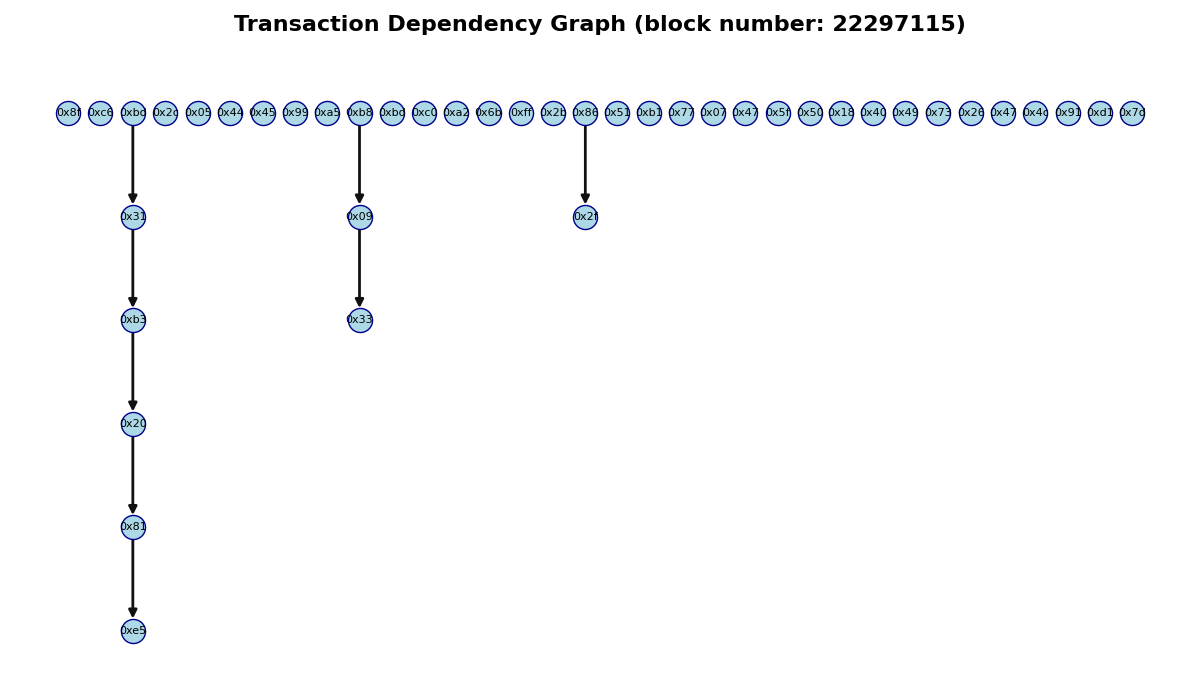 Transaction Dependency Graph (block number: 22297115)
0x8f 0xc6 0xbd 0x2c 0x05 0x44 0x45 0x99 0xa5 0xb8 0xbd 0xc0 0xa2 0x6b 0xff 0x2b 0x86 0x51 0xb1 0x77 0x07 0x47 0x5f 0x50 0x18 0x40 0x49 0x73 0x26 0x47 0x4c 0x91 0xd1 0x7d
0x31 0x09 0x2f
0xb3 0x33
0x20
0x81
0xe5